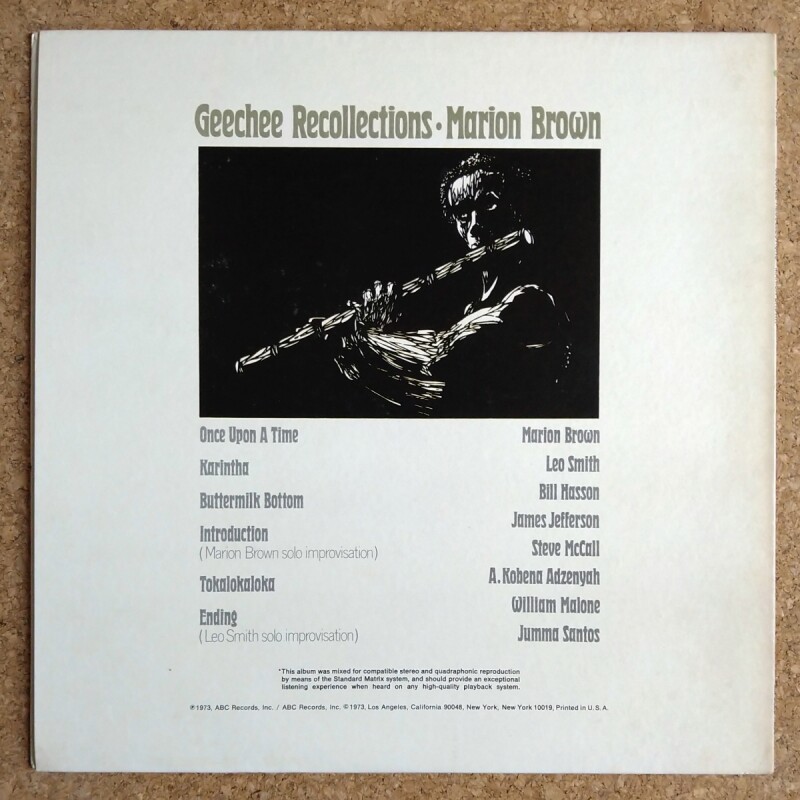 Geechee Recollections • Marion Brown
Once Upon A Time
Karintha
Buttermilk Bottom
Introduction
(Marion Brown solo improvisation)
Tokalokaloka
Ending
(Leo Smith solo improvisation)
Marion Brown
Leo Smith
Bill Hasson
James Jefferson
Steve McCall
A. Kobena Adzenyah
William Malone
Jumma Santos
*This album was mixed for compatible stereo and quadraphonic reproduction
by means of the Standard Matrix system, and should provide an exceptional
listening experience when heard on any high-quality playback system.
℗1973, ABC Records, Inc. / ABC Records, Inc. ©1973, Los Angeles, California 90048, New York, New York 10019, Printed in U.S.A.